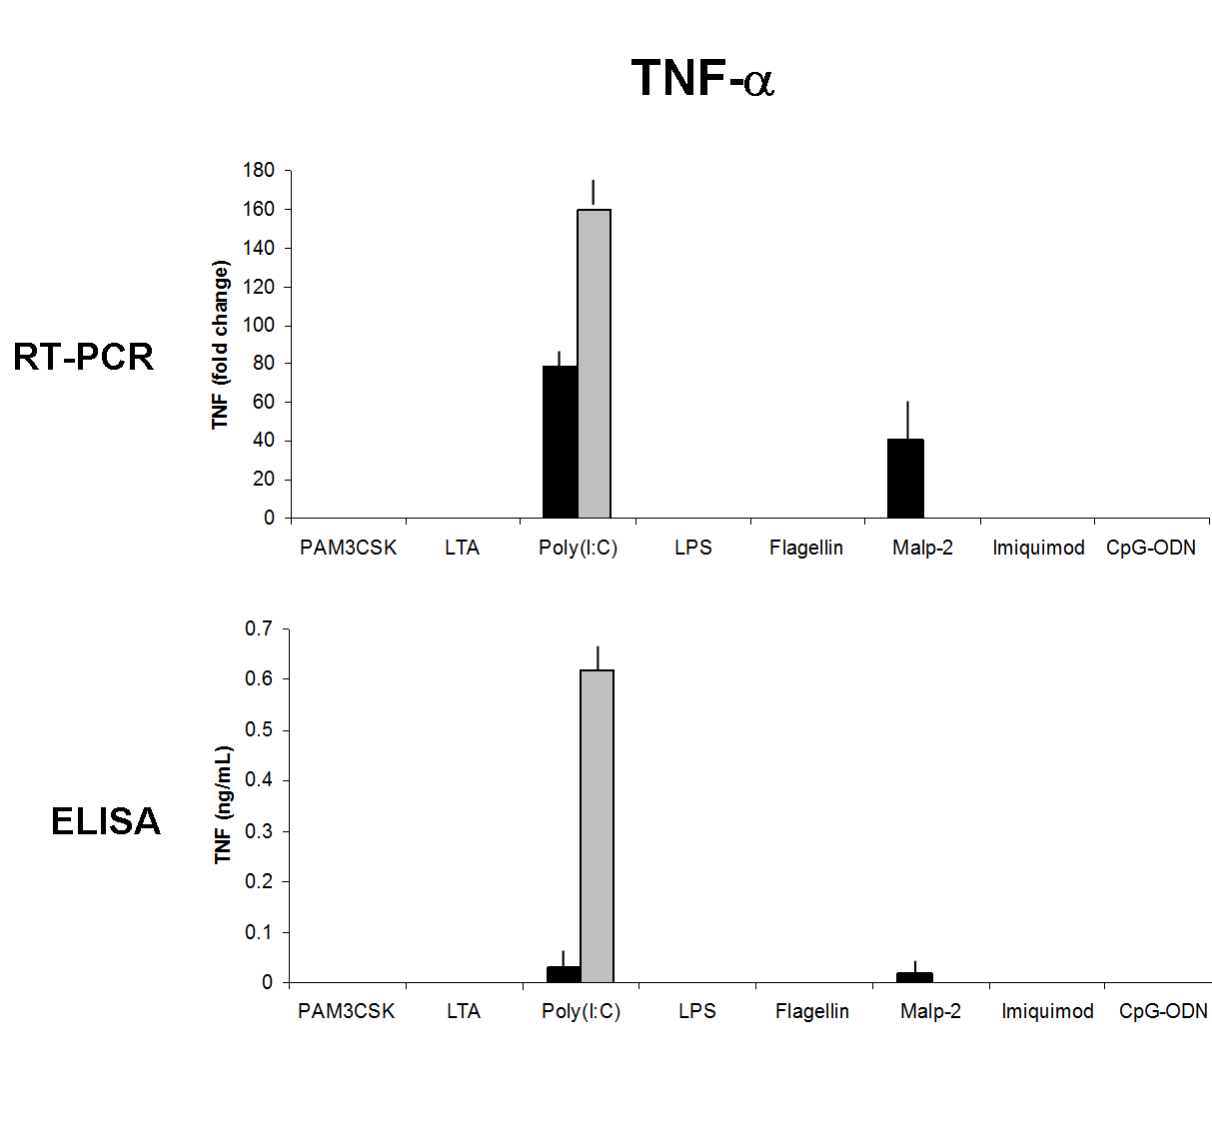 TNF-α
RT-PCR
TNF (fold change)
180
160
140
120
100
80
60
40
20
0
PAM3CSK LTA Poly(I:C) LPS Flagellin Malp-2 Imiquimod CpG-ODN
ELISA
TNF (ng/mL)
0.7
0.6
0.5
0.4
0.3
0.2
0.1
0
PAM3CSK LTA Poly(I:C) LPS Flagellin Malp-2 Imiquimod CpG-ODN